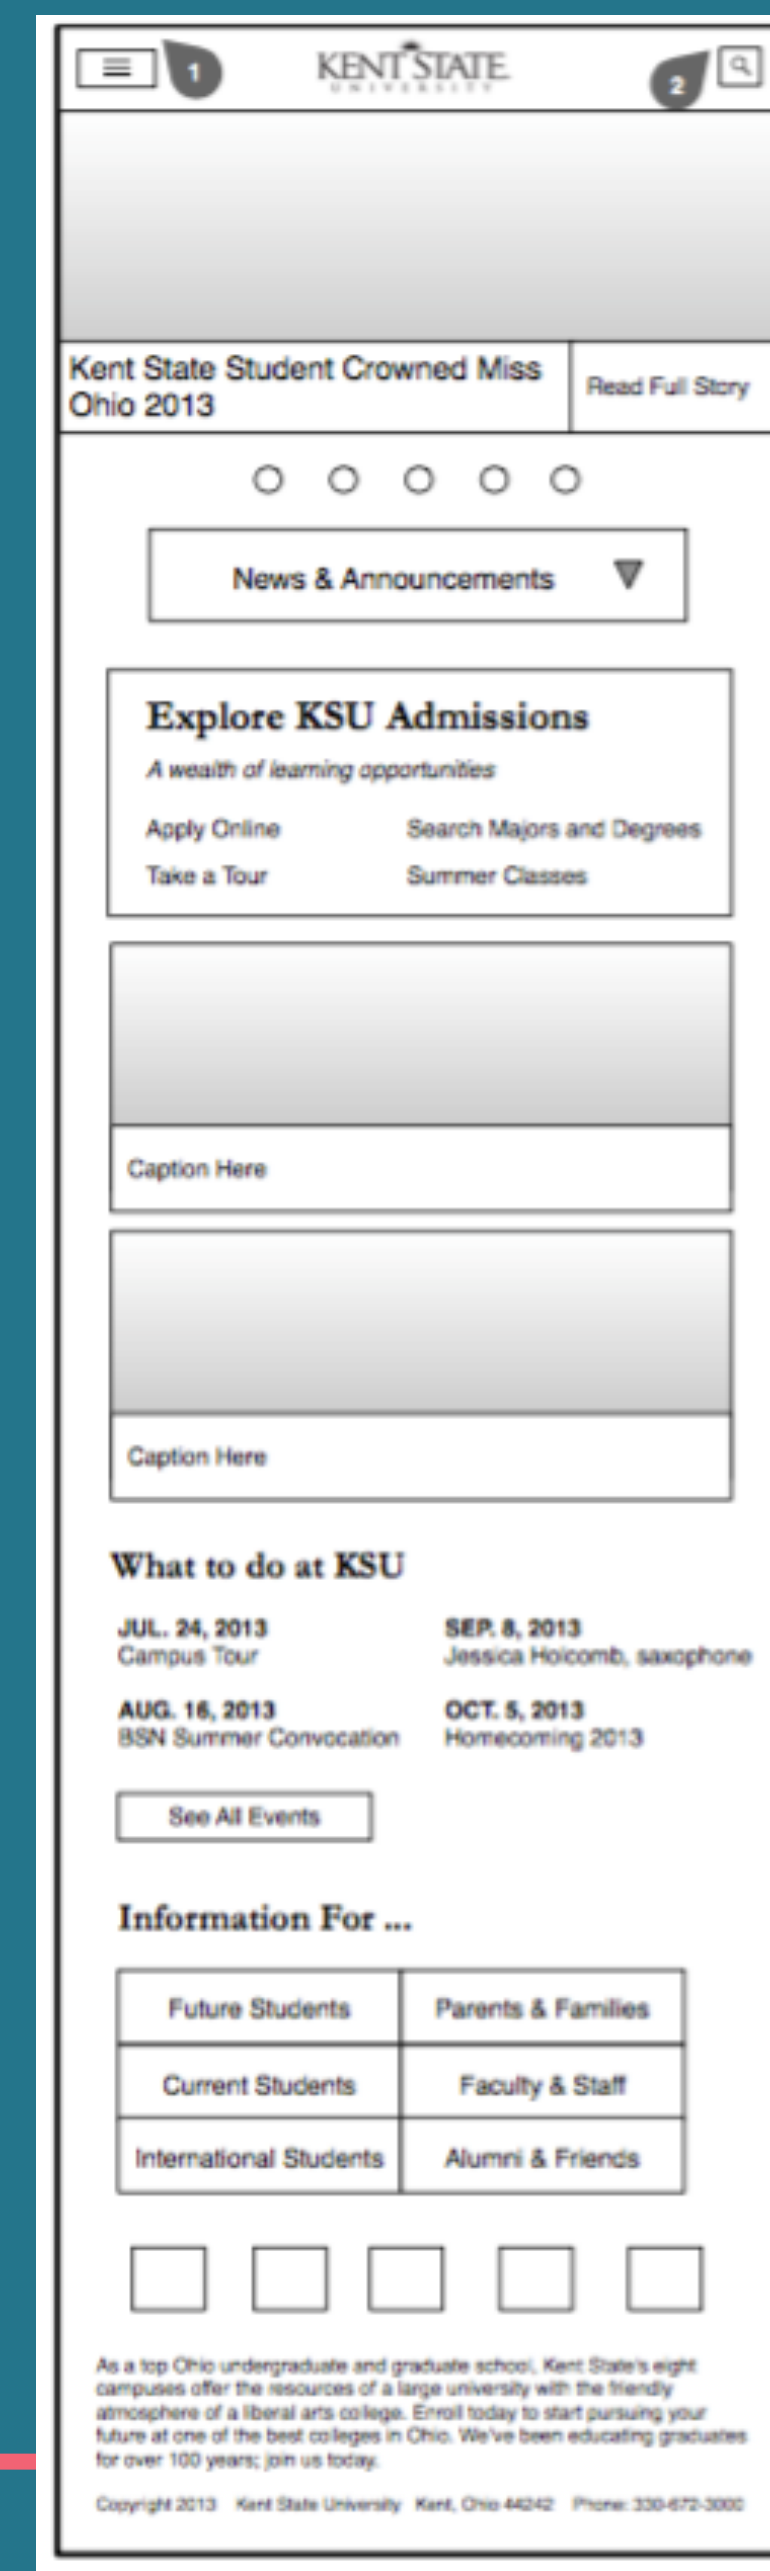 1
KENT STATE
UNIVERSITY
2
Kent State Student Crowned Miss
Ohio 2013
Read Full Story
News & Announcements
Explore KSU Admissions
A wealth of learning opportunities
Apply Online Search Majors and Degrees
Take a Tour Summer Classes
Caption Here
Caption Here
What to do at KSU
JUL. 24, 2013 SEP. 8, 2013
Campus Tour Jessica Holcomb, saxophone
AUG. 16, 2013 OCT. 5, 2013
BSN Summer Convocation Homecoming 2013
See All Events
Information For ...
Future Students Parents & Families
Current Students Faculty & Staff
International Students Alumni & Friends
As a top Ohio undergraduate and graduate school, Kent State's eight
campuses offer the resources of a large university with the friendly
atmosphere of a liberal arts college. Enroll today to start pursuing your
future at one of the best colleges in Ohio. We've been educating graduates
for over 100 years; join us today.
Copyright 2013 Kent State University Kent, Ohio 44242 Phone: 330-672-3000